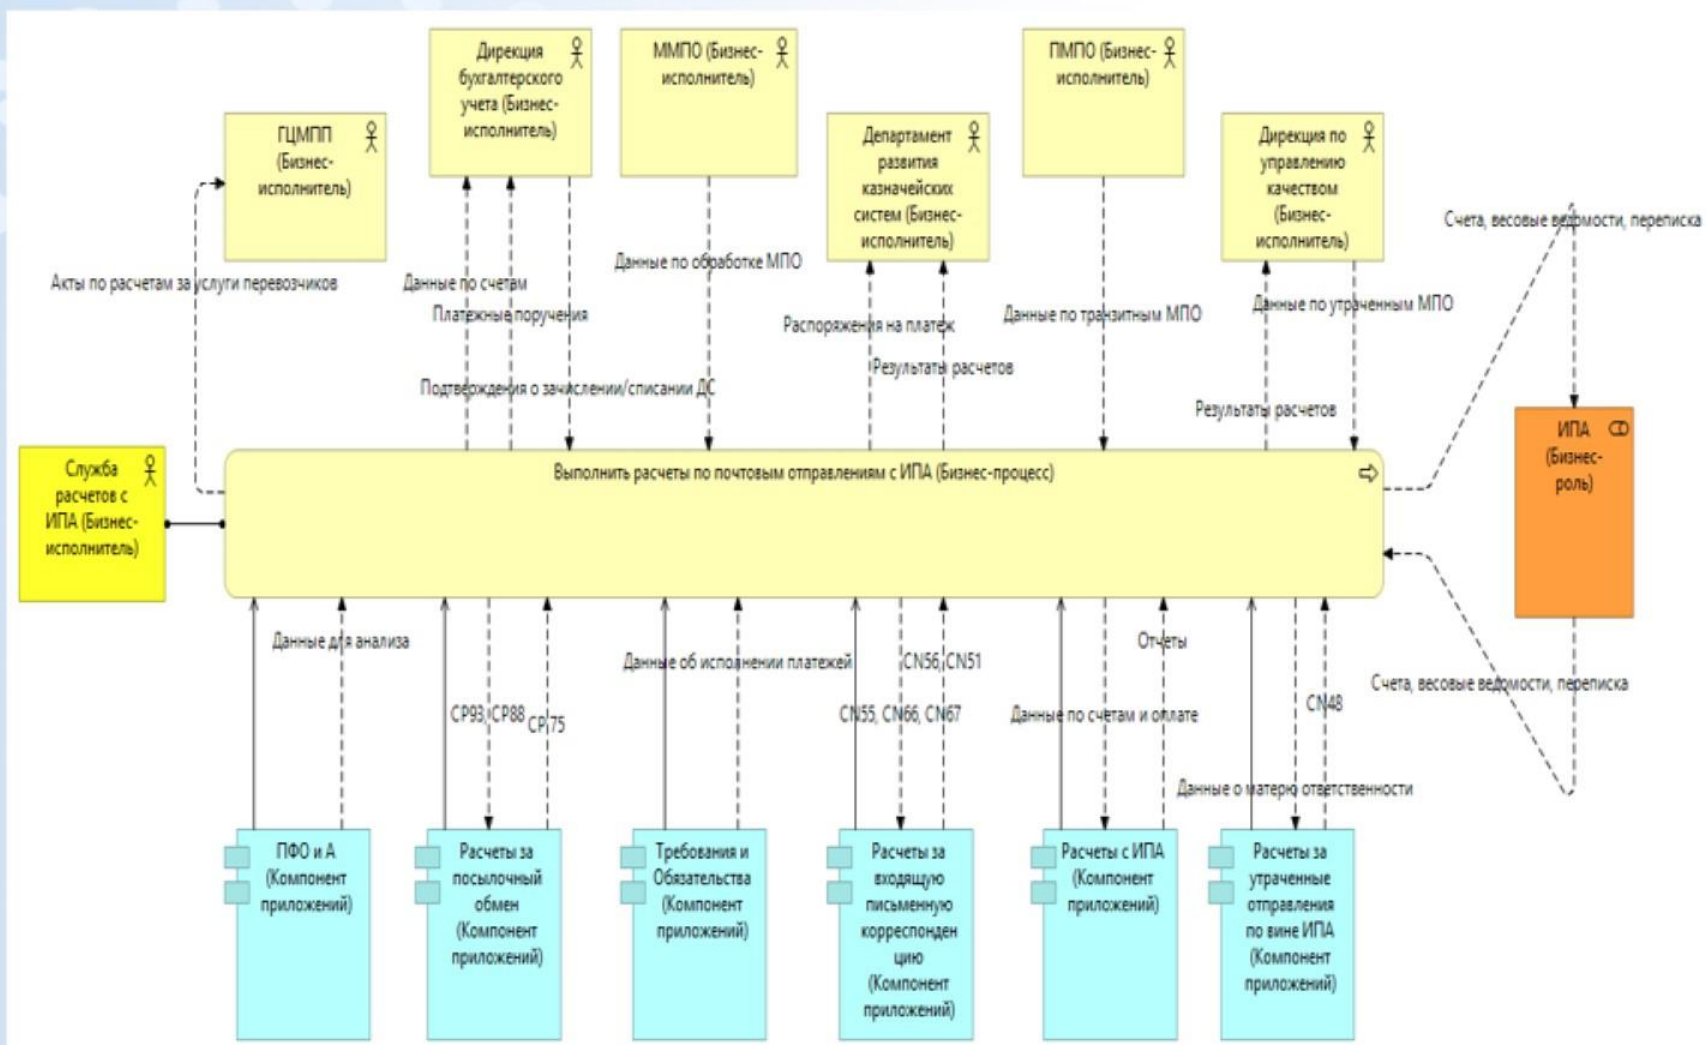 Дирекция
бухгалтерского
учета (Бизнес-
исполнитель)
ММПО (Бизнес-
исполнитель)
ПМПО (Бизнес-
исполнитель)
ГЦМПП
(Бизнес-
исполнитель)
Департамент
развития
казначейских
систем (Бизнес-
исполнитель)
Дирекция по
управлению
качеством
(Бизнес-
исполнитель)
Счета, весовые ведомости, переписка
Акты по расчетам за услуги перевозчиков
Данные по счетам
Платежные поручения
Данные по обработке МПО
Распоряжения на платеж
Данные по транзитным МПО
Данные по утраченным МПО
Результаты расчетов
Подтверждения о зачислении/списании ДС
Результаты расчетов
ИПА
(Бизнес-
роль)
Служба
расчетов с
ИПА (Бизнес-
исполнитель)
Выполнить расчеты по почтовым отправлениям с ИПА (Бизнес-процесс)
Данные для анализа
Данные об исполнении платежей
CN56, CN51
Отчеты
Счета, весовые ведомости, переписка
CP93, CP88
CP 75
CN55, CN66, CN67
Данные по счетам и оплате
CN48
Данные о матерю ответственности
ПФО и А
(Компонент
приложений)
Расчеты за
посылочный
обмен
(Компонент
приложений)
Требования и
Обязательства
(Компонент
приложений)
Расчеты за
входящую
письменную
корреспонден
цию
(Компонент
приложений)
Расчеты с ИПА
(Компонент
приложений)
Расчеты за
утраченные
отправления
по вине ИПА
(Компонент
приложений)